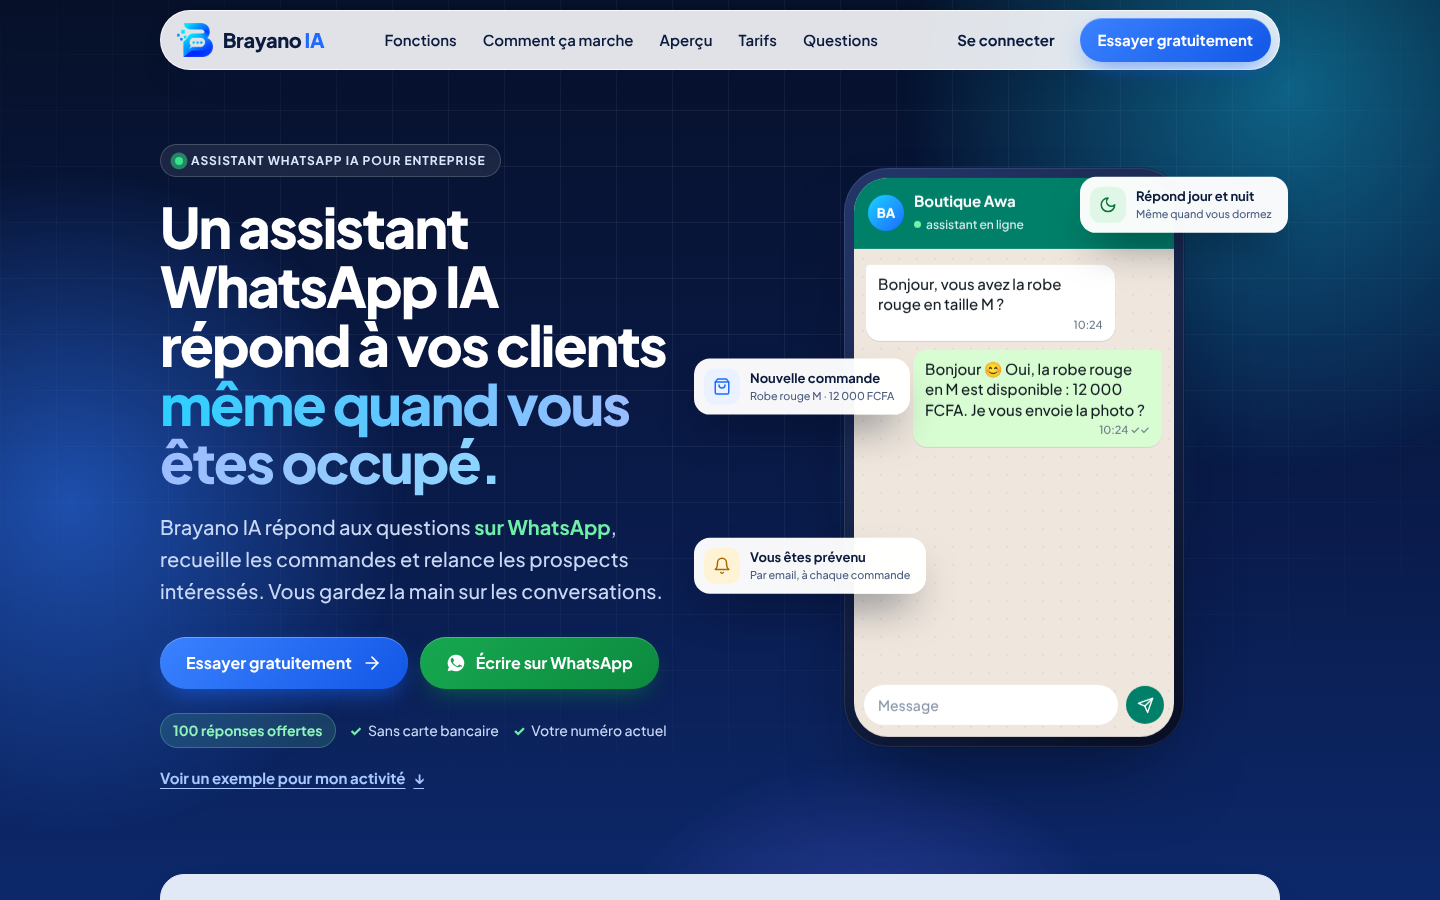 Brayano IA
Fonctions
Comment ça marche
Aperçu
Tarifs
Questions
Se connecter
Essayer gratuitement
ASSISTANT WHATSAPP IA POUR ENTREPRISE
Un assistant
WhatsApp IA
répond à vos clients
même quand vous
êtes occupé.
Brayano IA répond aux questions sur WhatsApp,
recueille les commandes et relance les prospects
intéressés. Vous gardez la main sur les conversations.
Essayer gratuitement
Écrire sur WhatsApp
100 réponses offertes
Sans carte bancaire
Votre numéro actuel
Voir un exemple pour mon activité
BA
Boutique Awa
assistant en ligne
Répond jour et nuit
Même quand vous dormez
Bonjour, vous avez la robe
rouge en taille M ?
10:24
Nouvelle commande
Robe rouge M · 12 000 FCFA
Bonjour 😊 Oui, la robe rouge
en M est disponible : 12 000
FCFA. Je vous envoie la photo ?
10:24
Vous êtes prévenu
Par email, à chaque commande
Message